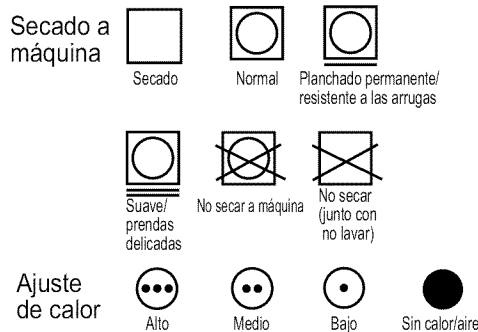 Secado a
máquina
Secado
Normal
Planchado permanente/
resistente a las arrugas
Suave/
prendas
delicadas
No secar a máquina
No secar
(junto con
no lavar)
Ajuste
de calor
Alto
Medio
Bajo
Sin calor/aire